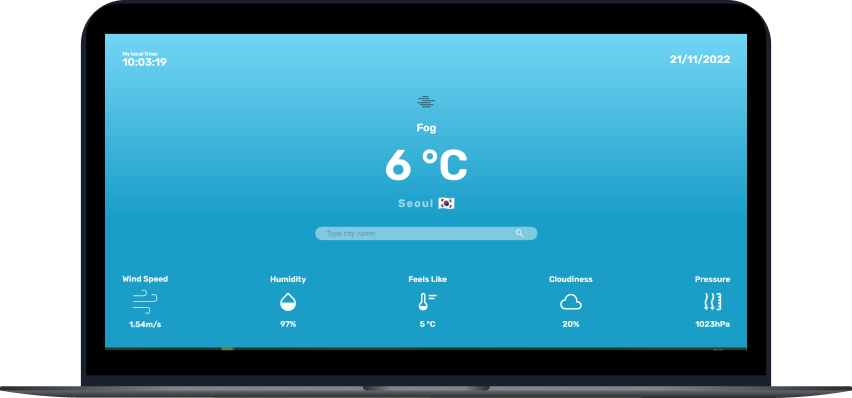 My local time:
10:03:19
21/11/2022
Fog
6 °C
Seoul
Type city name:
Wind Speed
Humidity
Feels Like
Cloudiness
Pressure
1.54m/s
97%
5 °C
20%
1023hPa